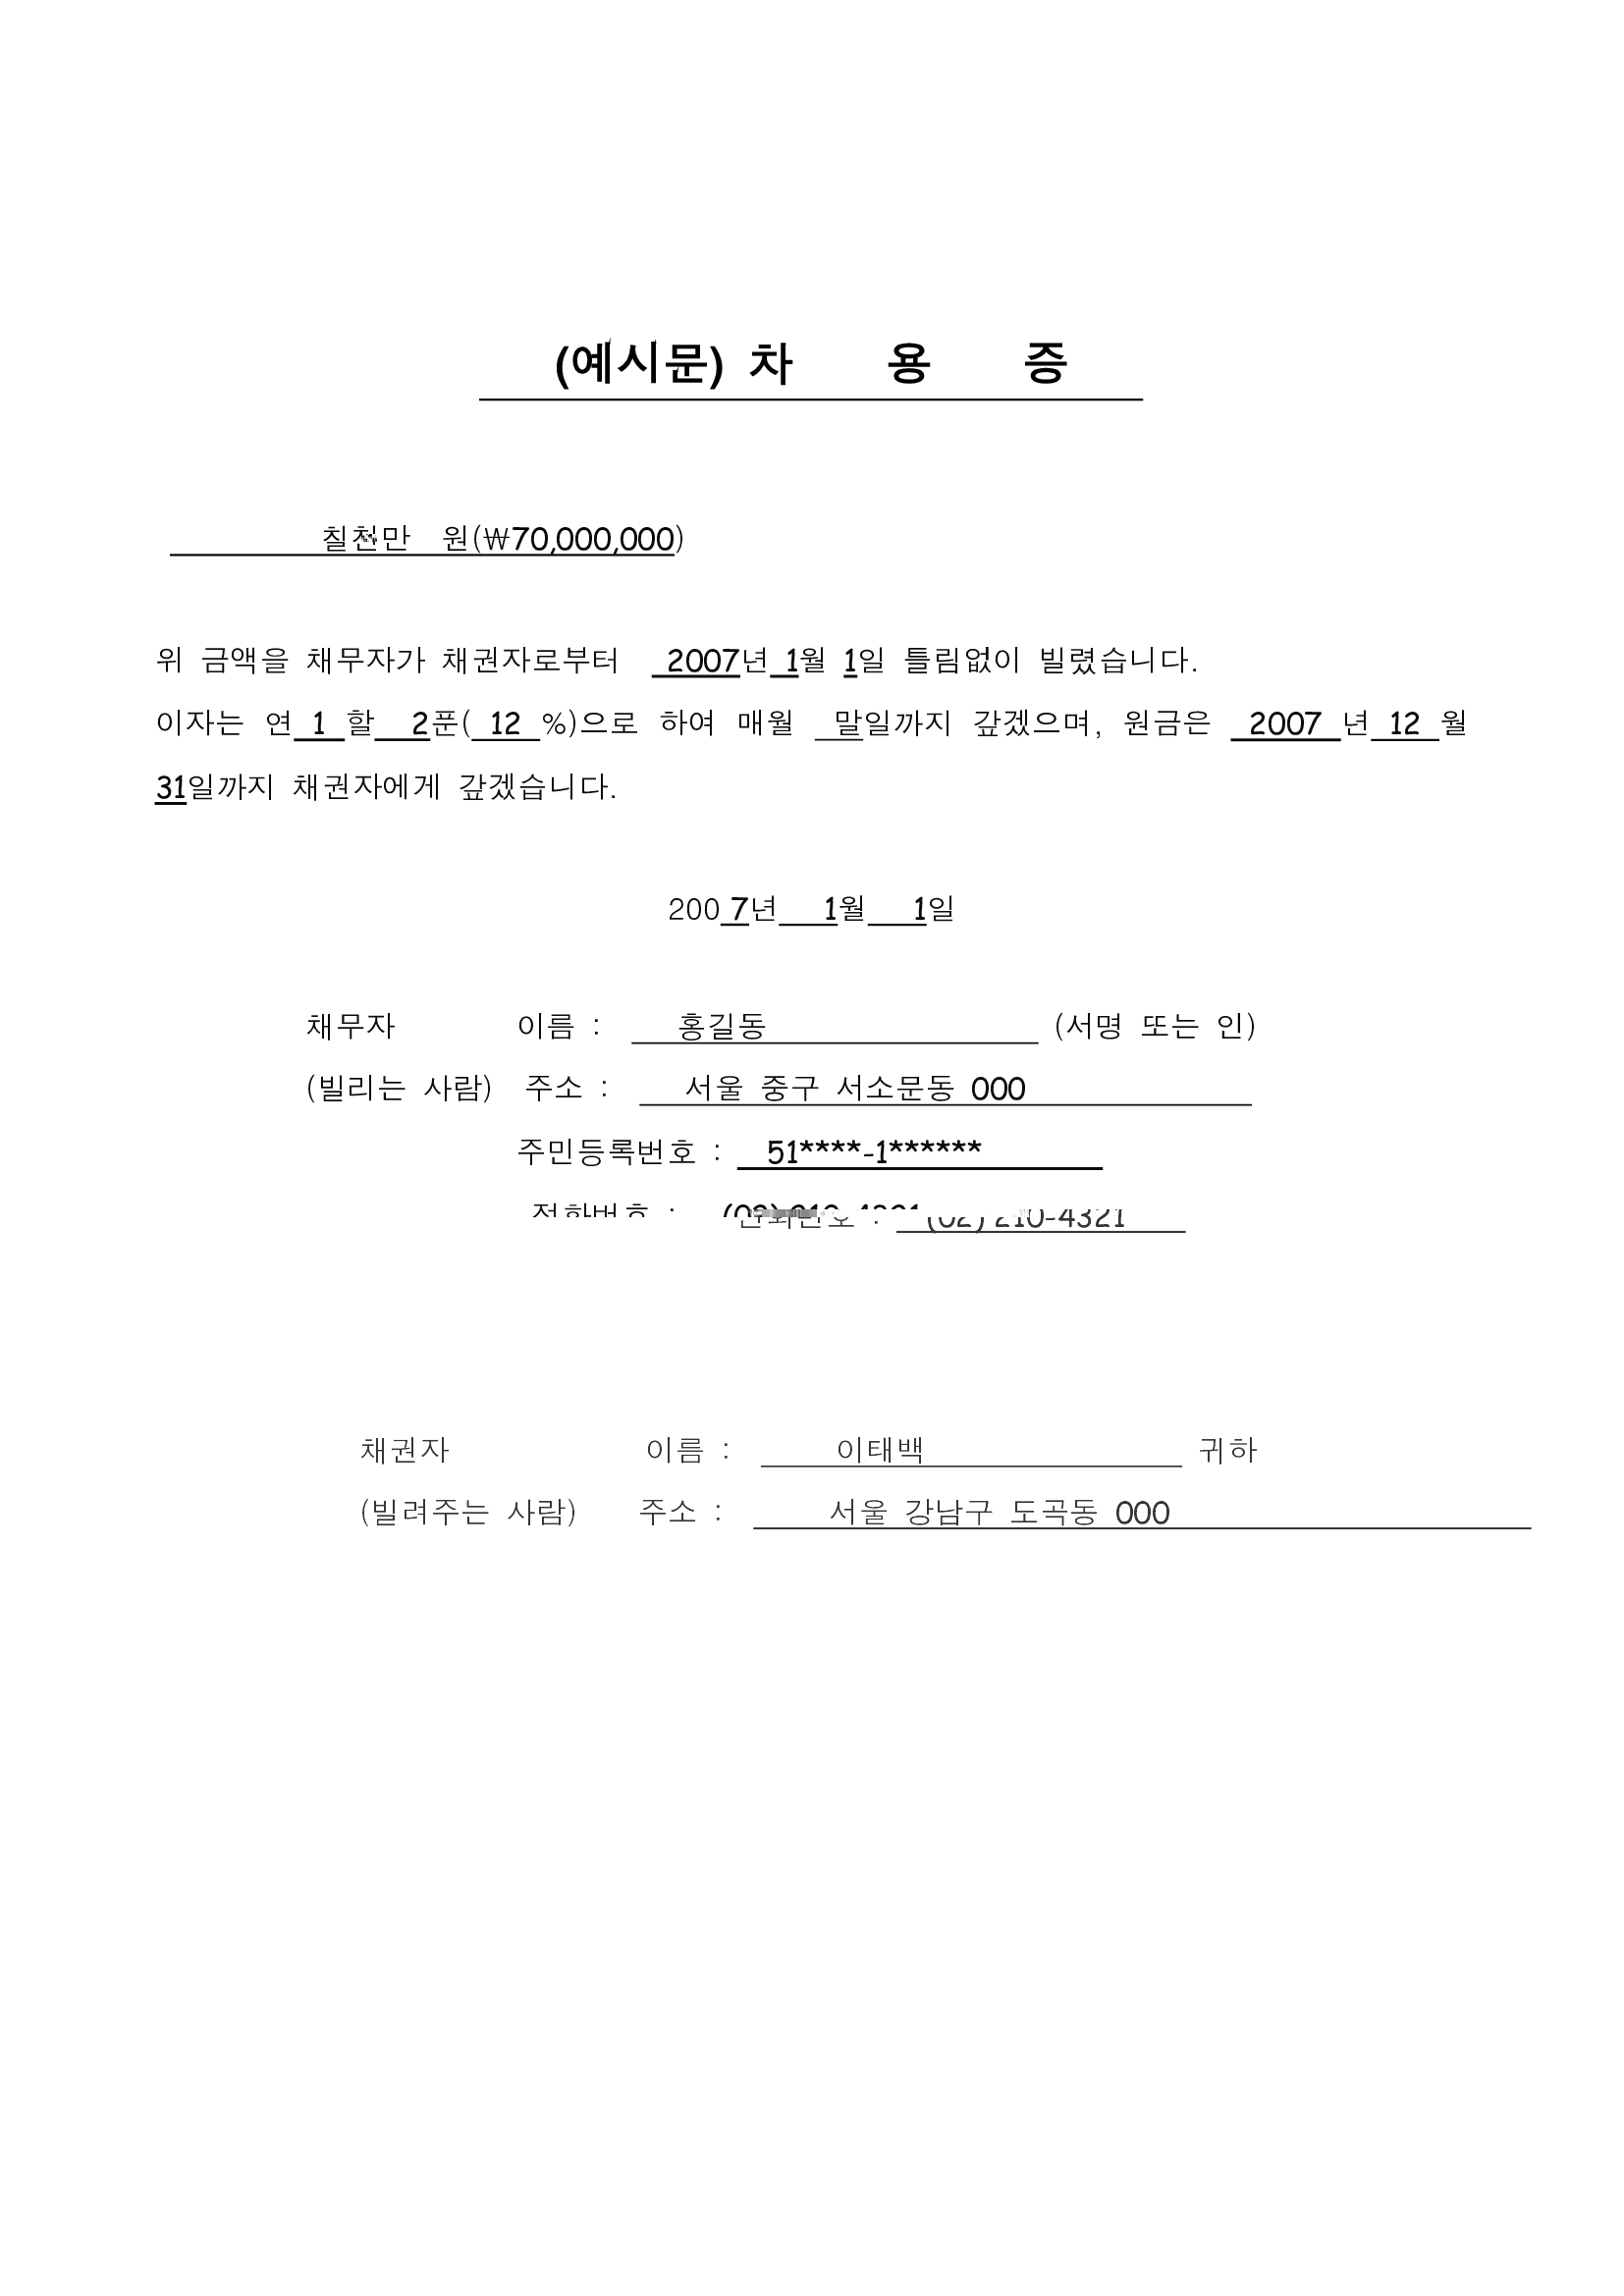 (예시문) 차 용 증
칠천만 원(₩70,000,000)
위 금액을 채무자가 채권자로부터 2007년 1월 1일 틀림없이 빌렸습니다.
이자는 연 1 할 2푼( 12 %)으로 하여 매월 말일까지 갚겠으며, 원금은 2007 년 12 월
31일까지 채권자에게 갚겠습니다.
200 7년 1월 1일
채무자 이름 : 홍길동 (서명 또는 인)
(빌리는 사람) 주소 : 서울 중구 서소문동 000
주민등록번호 : 51****-1******
전화번호 : (02) 210-4321
채권자 이름 : 이태백 귀하
(빌려주는 사람) 주소 : 서울 강남구 도곡동 000